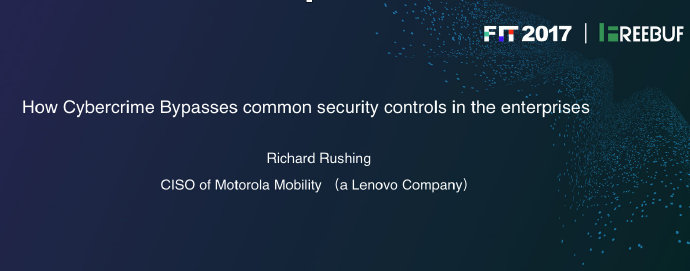 FIT 2017 | FREEBUF
How Cybercrime Bypasses common security controls in the enterprises
Richard Rushing
CISO of Motorola Mobility （a Lenovo Company）